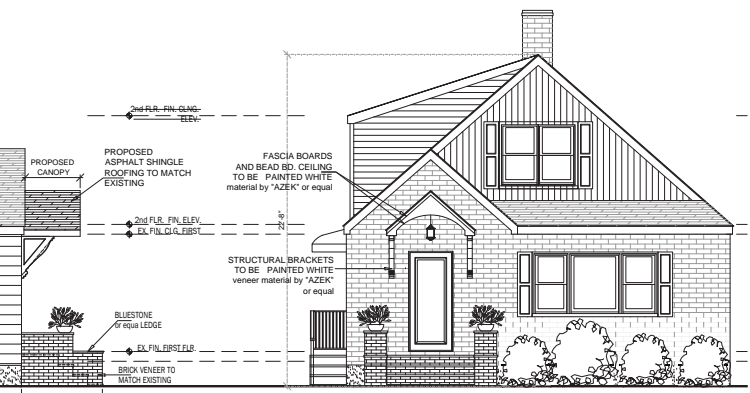 2nd FLR. FIN. CLNG.
ELEV.
PROPOSED
CANOPY
PROPOSED
ASPHALT SHINGLE
ROOFING TO MATCH
EXISTING
FASCIA BOARDS
AND BEAD BD. CEILING
TO BE PAINTED WHITE
material by "AZEK" or equal
22'-8"
2nd FLR. FIN. ELEV.
EX. FIN. CLG. FIRST
STRUCTURAL BRACKETS
TO BE PAINTED WHITE
veneer material by "AZEK"
or equal
BLUESTONE
or equa LEDGE
EX. FIN. FIRST FLR.
BRICK VENEER TO
MATCH EXISTING